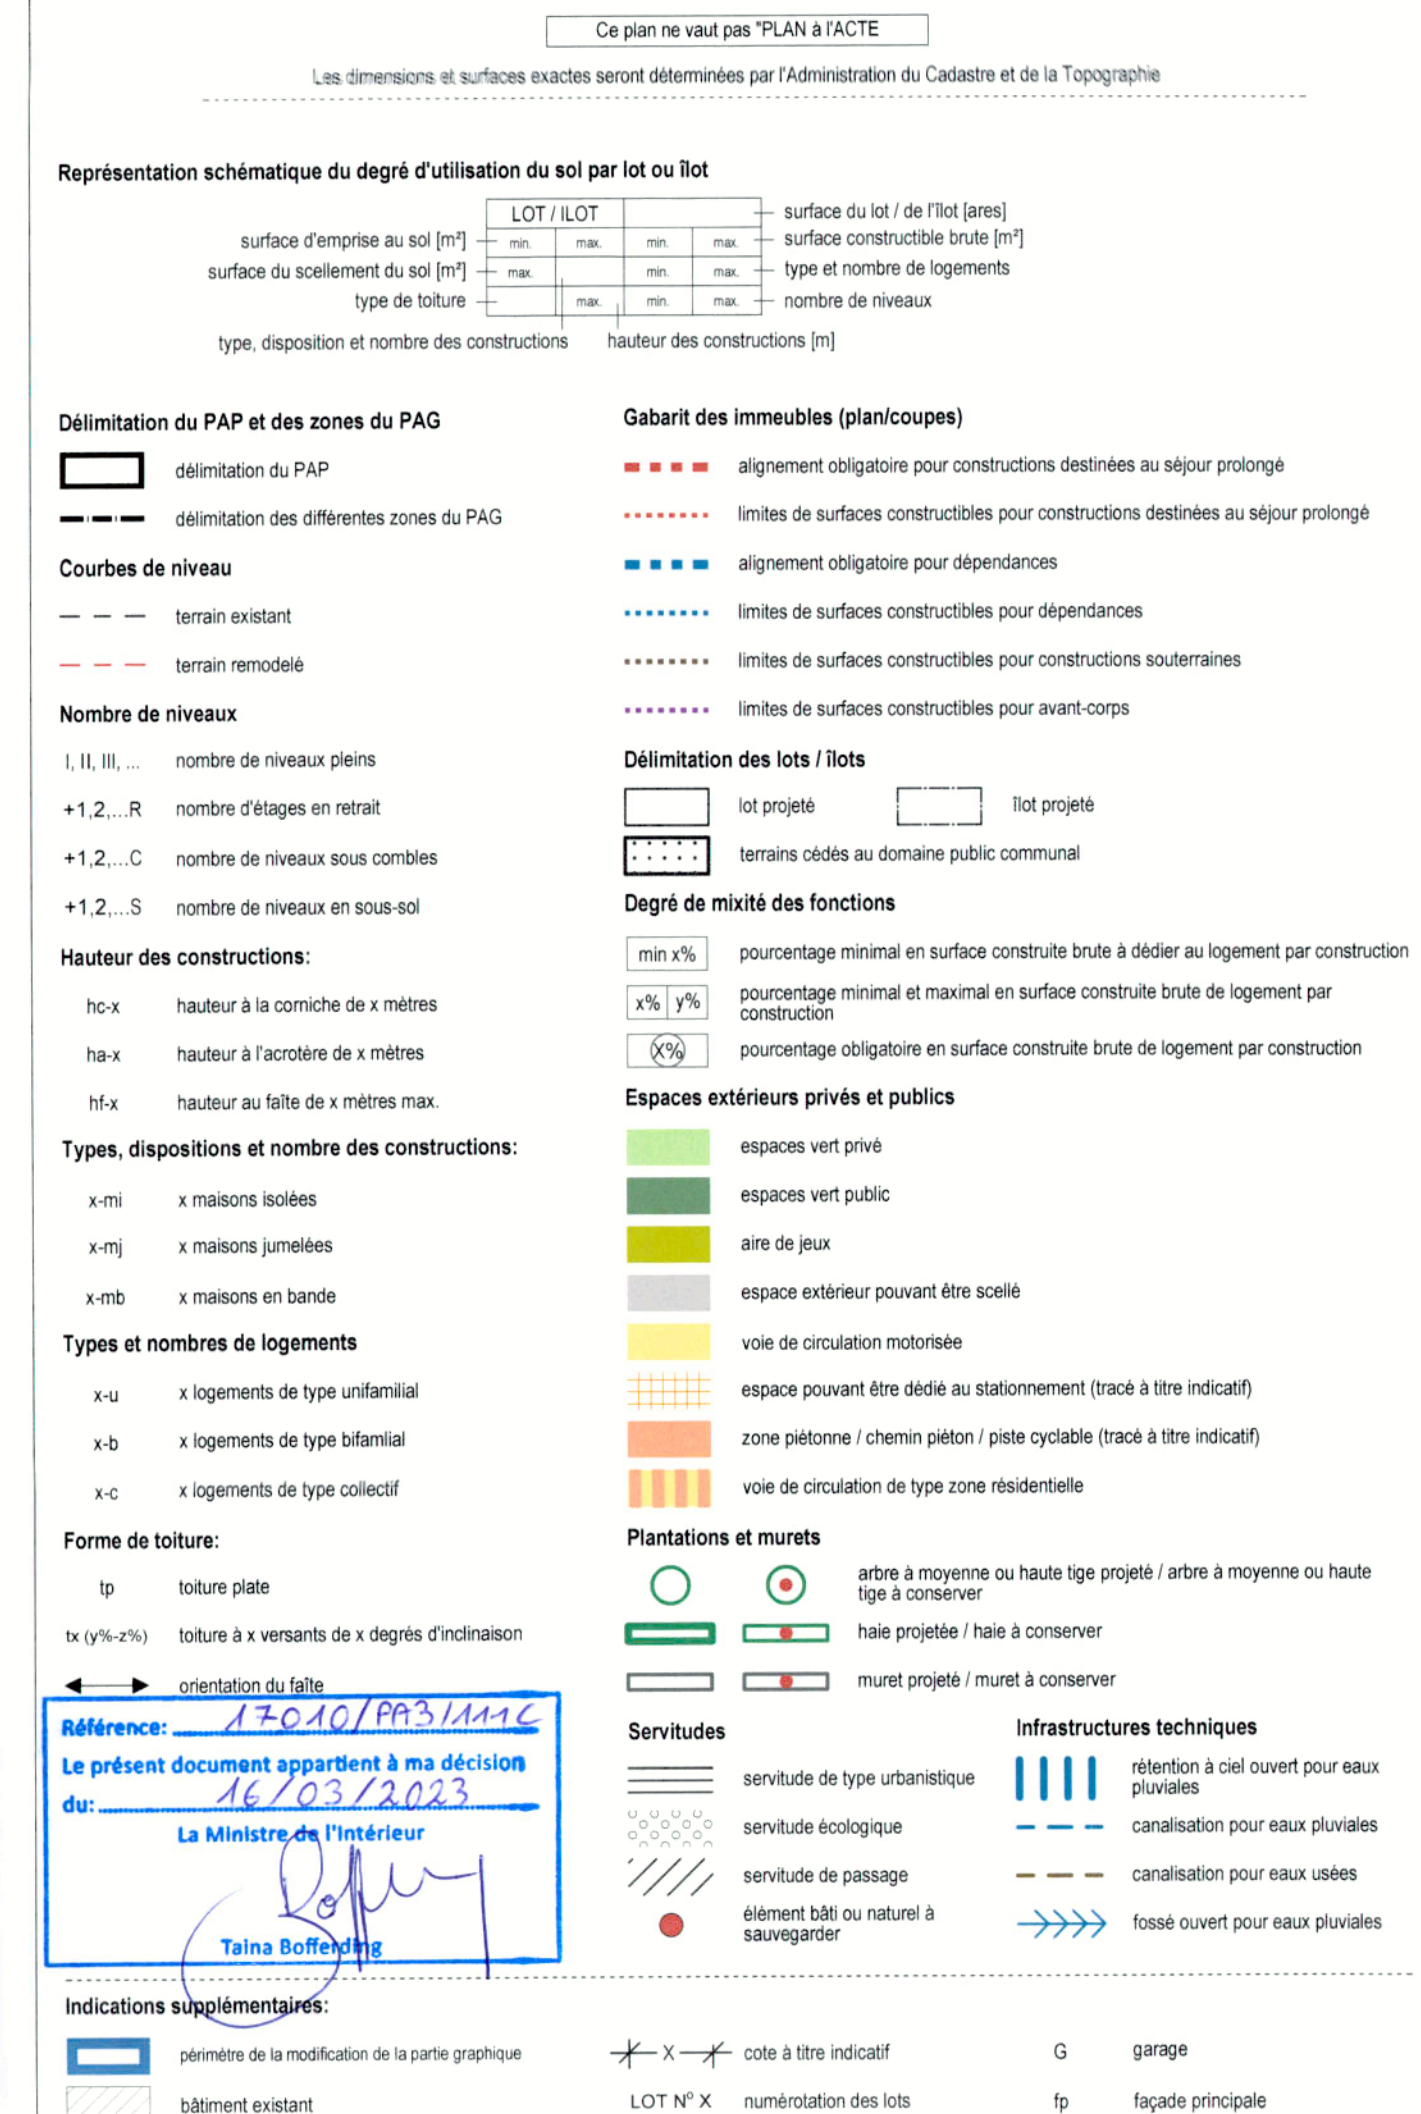 Ce plan ne vaut pas "PLAN à l'ACTE
Les dimensions et surfaces exactes seront déterminées par l'Administration du Cadastre et de la Topographie
Représentation schématique du degré d'utilisation du sol par lot ou îlot
LOT / ILOT
surface du lot / de l'îlot [ares]
surface d'emprise au sol [m²] min. max. min. max. surface constructible brute [m²]
surface du scellement du sol [m²] max. min. max. type et nombre de logements
type de toiture max. min. max. nombre de niveaux
type, disposition et nombre des constructions hauteur des constructions [m]
Délimitation du PAP et des zones du PAG
délimitation du PAP
délimitation des différentes zones du PAG
Courbes de niveau
terrain existant
terrain remodelé
Nombre de niveaux
I, II, III, ... nombre de niveaux pleins
+1,2,...R nombre d'étages en retrait
+1,2,...C nombre de niveaux sous combles
+1,2,...S nombre de niveaux en sous-sol
Hauteur des constructions:
hc-x hauteur à la corniche de x mètres
ha-x hauteur à l'acrotère de x mètres
hf-x hauteur au faîte de x mètres max.
Types, dispositions et nombre des constructions:
x-mi x maisons isolées
x-mj x maisons jumelées
x-mb x maisons en bande
Types et nombres de logements
x-u x logements de type unifamilial
x-b x logements de type bifamlial
x-c x logements de type collectif
Forme de toiture:
tp toiture plate
tx (y%-z%) toiture à x versants de x degrés d'inclinaison
orientation du faîte
Gabarit des immeubles (plan/coupes)
alignement obligatoire pour constructions destinées au séjour prolongé
limites de surfaces constructibles pour constructions destinées au séjour prolongé
alignement obligatoire pour dépendances
limites de surfaces constructibles pour dépendances
limites de surfaces constructibles pour constructions souterraines
limites de surfaces constructibles pour avant-corps
Délimitation des lots / îlots
lot projeté îlot projeté
terrains cédés au domaine public communal
Degré de mixité des fonctions
min x% pourcentage minimal en surface construite brute à dédier au logement par construction
x% y% pourcentage minimal et maximal en surface construite brute de logement par
construction
X% pourcentage obligatoire en surface construite brute de logement par construction
Espaces extérieurs privés et publics
espaces vert privé
espaces vert public
aire de jeux
espace extérieur pouvant être scellé
voie de circulation motorisée
espace pouvant être dédié au stationnement (tracé à titre indicatif)
zone piétonne / chemin piéton / piste cyclable (tracé à titre indicatif)
voie de circulation de type zone résidentielle
Plantations et murets
arbre à moyenne ou haute tige projeté / arbre à moyenne ou haute
tige à conserver
haie projetée / haie à conserver
muret projeté / muret à conserver
Référence: 17010/PA3/111C
Le présent document appartient à ma décision
du: 16/03/2023
La Ministre de l'Intérieur
Taina Bofferding
Servitudes
servitude de type urbanistique
servitude écologique
servitude de passage
élément bâti ou naturel à
sauvegarder
Infrastructures techniques
rétention à ciel ouvert pour eaux
pluviales
canalisation pour eaux pluviales
canalisation pour eaux usées
fossé ouvert pour eaux pluviales
Indications supplémentaires:
périmètre de la modification de la partie graphique X cote à titre indicatif G garage
bâtiment existant LOT N° X numérotation des lots fp façade principale